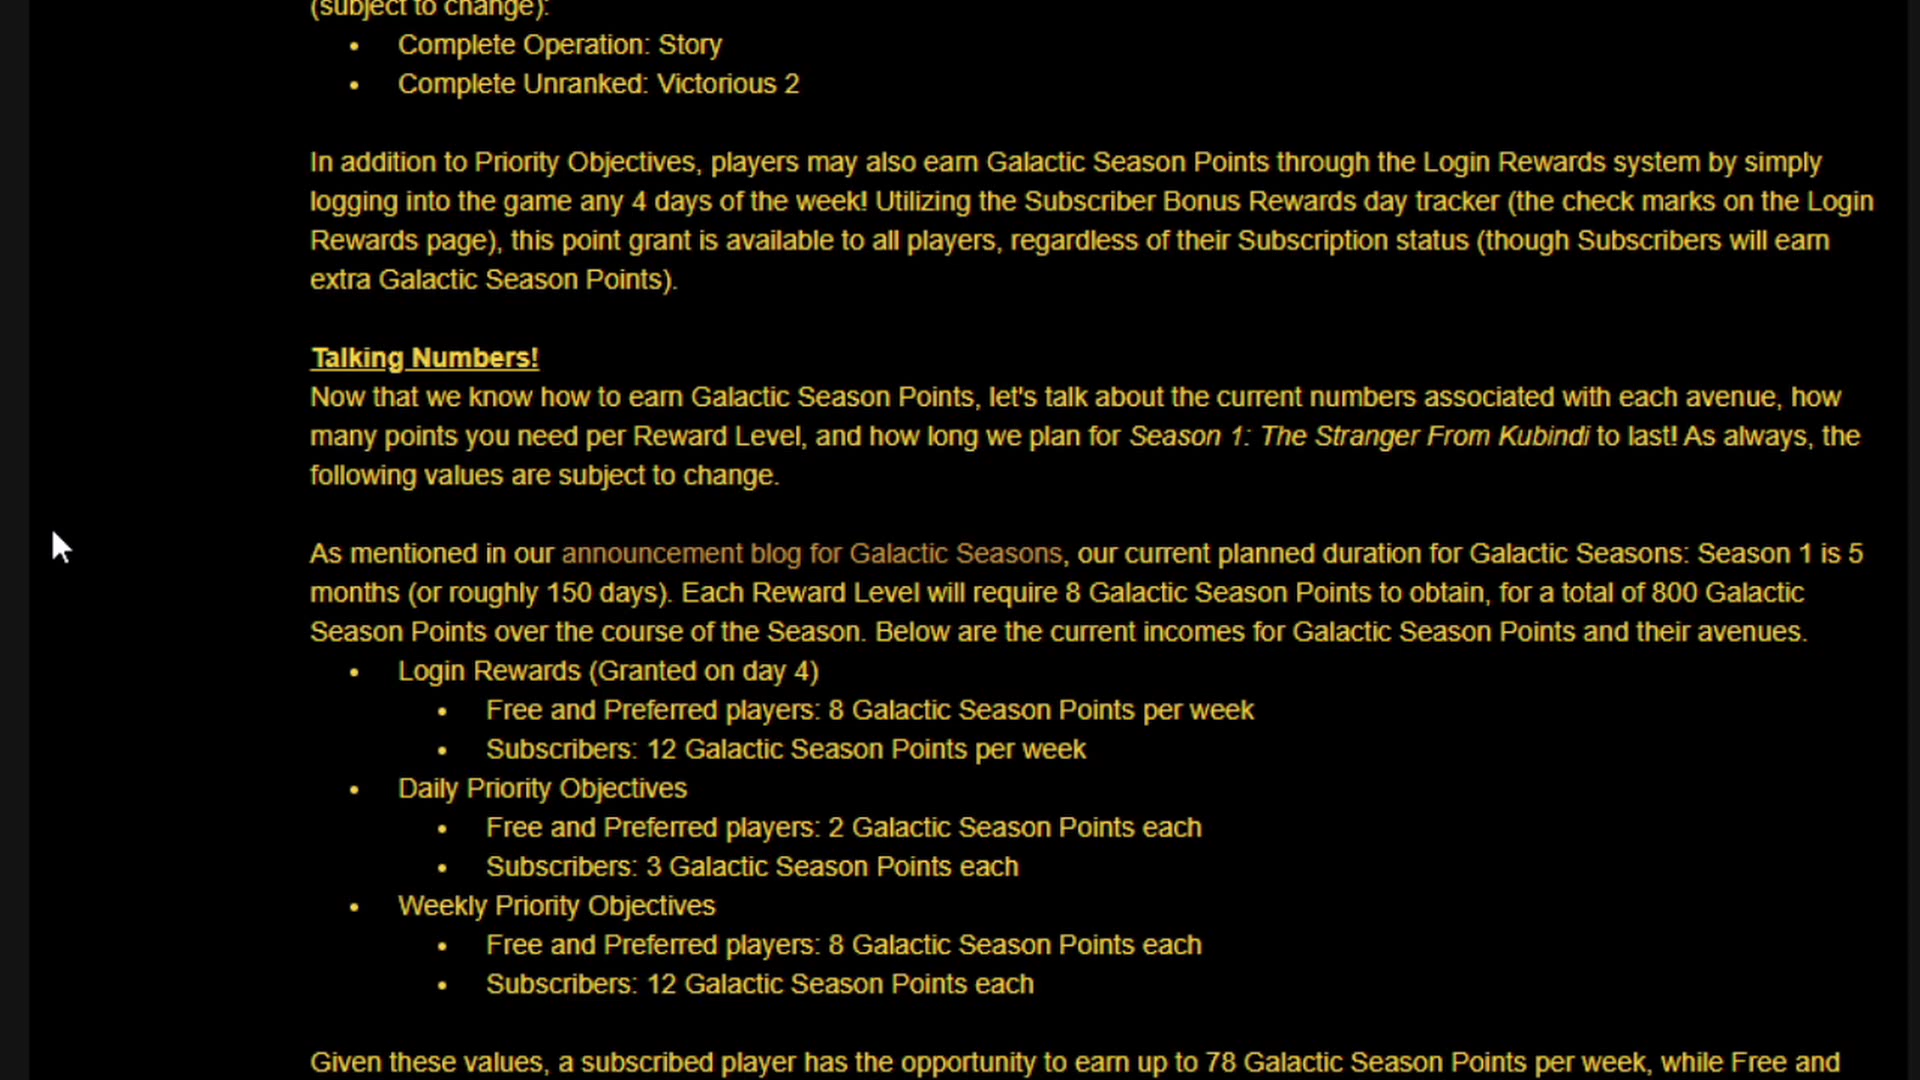 (subject to change):
• Complete Operation: Story
• Complete Unranked: Victorious 2
In addition to Priority Objectives, players may also earn Galactic Season Points through the Login Rewards system by simply
logging into the game any 4 days of the week! Utilizing the Subscriber Bonus Rewards day tracker (the check marks on the Login
Rewards page), this point grant is available to all players, regardless of their Subscription status (though Subscribers will earn
extra Galactic Season Points).
Talking Numbers!
Now that we know how to earn Galactic Season Points, let's talk about the current numbers associated with each avenue, how
many points you need per Reward Level, and how long we plan for Season 1: The Stranger From Kubindi to last! As always, the
following values are subject to change.
As mentioned in our announcement blog for Galactic Seasons, our current planned duration for Galactic Seasons: Season 1 is 5
months (or roughly 150 days). Each Reward Level will require 8 Galactic Season Points to obtain, for a total of 800 Galactic
Season Points over the course of the Season. Below are the current incomes for Galactic Season Points and their avenues.
• Login Rewards (Granted on day 4)
• Free and Preferred players: 8 Galactic Season Points per week
• Subscribers: 12 Galactic Season Points per week
• Daily Priority Objectives
• Free and Preferred players: 2 Galactic Season Points each
• Subscribers: 3 Galactic Season Points each
• Weekly Priority Objectives
• Free and Preferred players: 8 Galactic Season Points each
• Subscribers: 12 Galactic Season Points each
Given these values, a subscribed player has the opportunity to earn up to 78 Galactic Season Points per week, while Free and